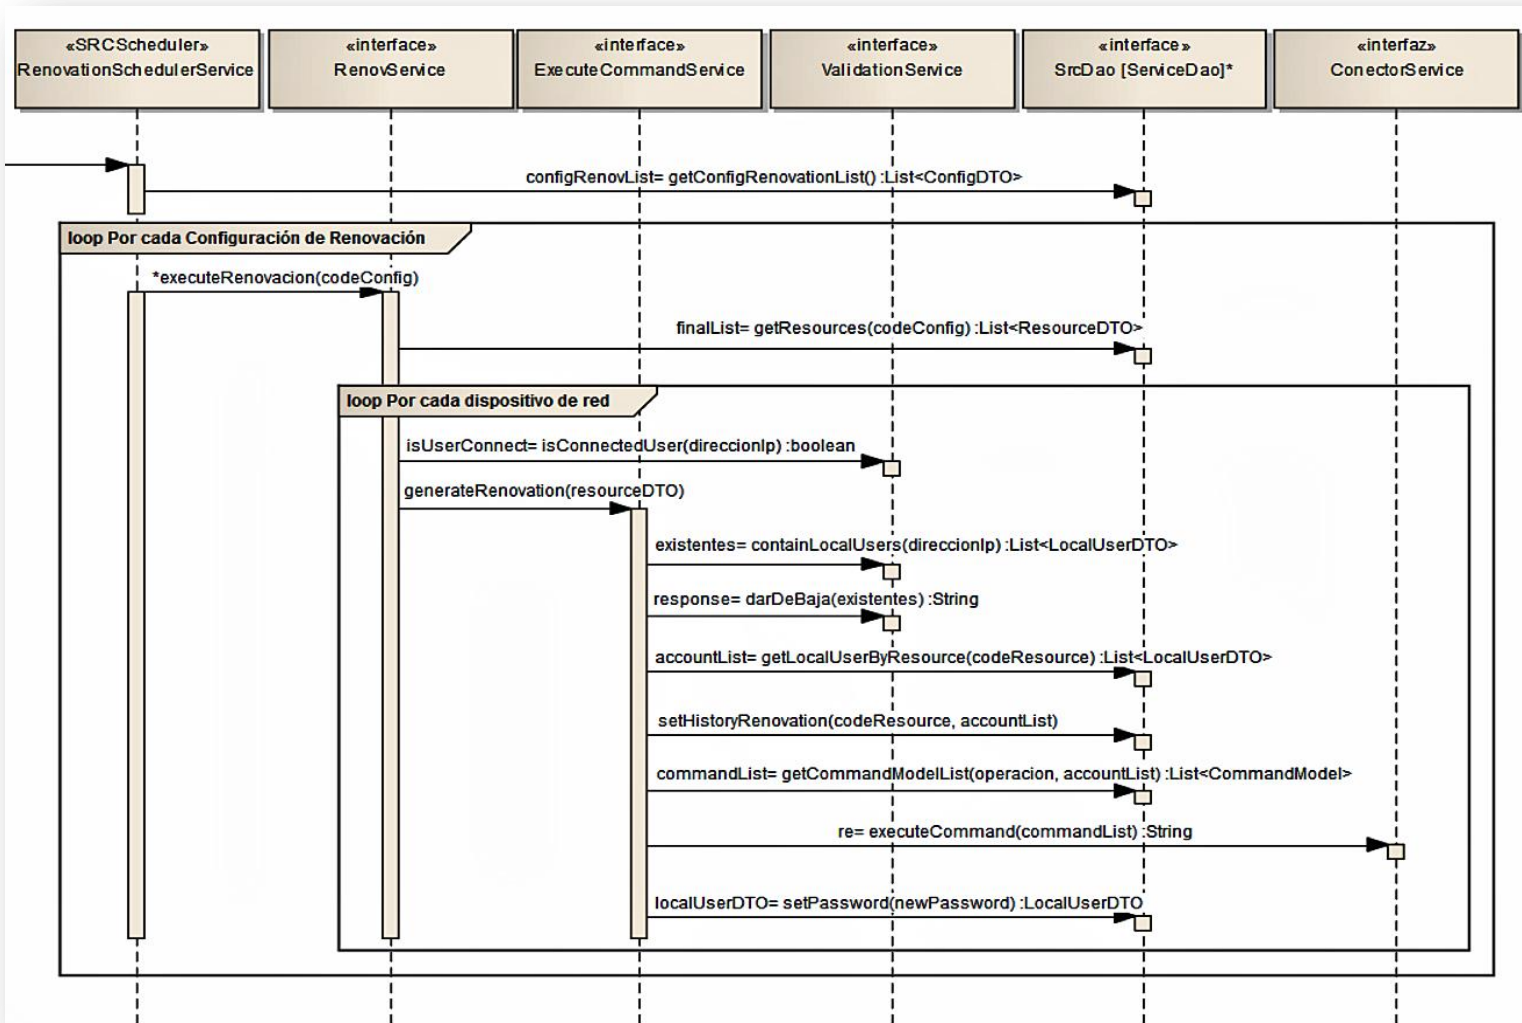 «SRCScheduler»
RenovationSchedulerService
«interface»
RenovService
«interface»
ExecuteCommandService
«interface»
ValidationService
«interface»
SrcDao [ServiceDao]*
«interfaz»
ConectorService
configRenovList= getConfigRenovationList() :List<ConfigDTO>
loop Por cada Configuración de Renovación
*executeRenovacion(codeConfig)
finalList= getResources(codeConfig) :List<ResourceDTO>
loop Por cada dispositivo de red
isUserConnect= isConnectedUser(direccionIp) :boolean
generateRenovation(resourceDTO)
existentes= containLocalUsers(direccionIp) :List<LocalUserDTO>
response= darDeBaja(existentes) :String
accountList= getLocalUserByResource(codeResource) :List<LocalUserDTO>
setHistoryRenovation(codeResource, accountList)
commandList= getCommandModelList(operacion, accountList) :List<CommandModel>
re= executeCommand(commandList) :String
localUserDTO= setPassword(newPassword) :LocalUserDTO